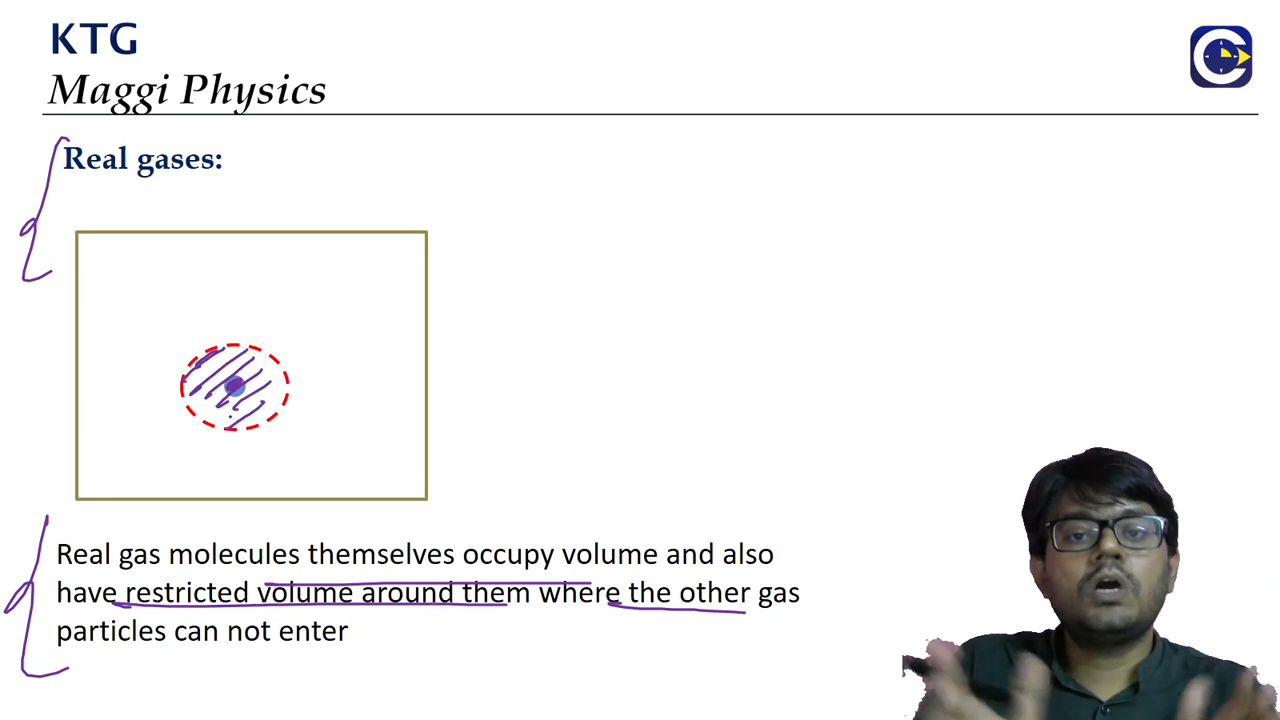 KTG
Maggi Physics
Real gases:
Real gas molecules themselves occupy volume and also
have restricted volume around them where the other gas
particles can not enter